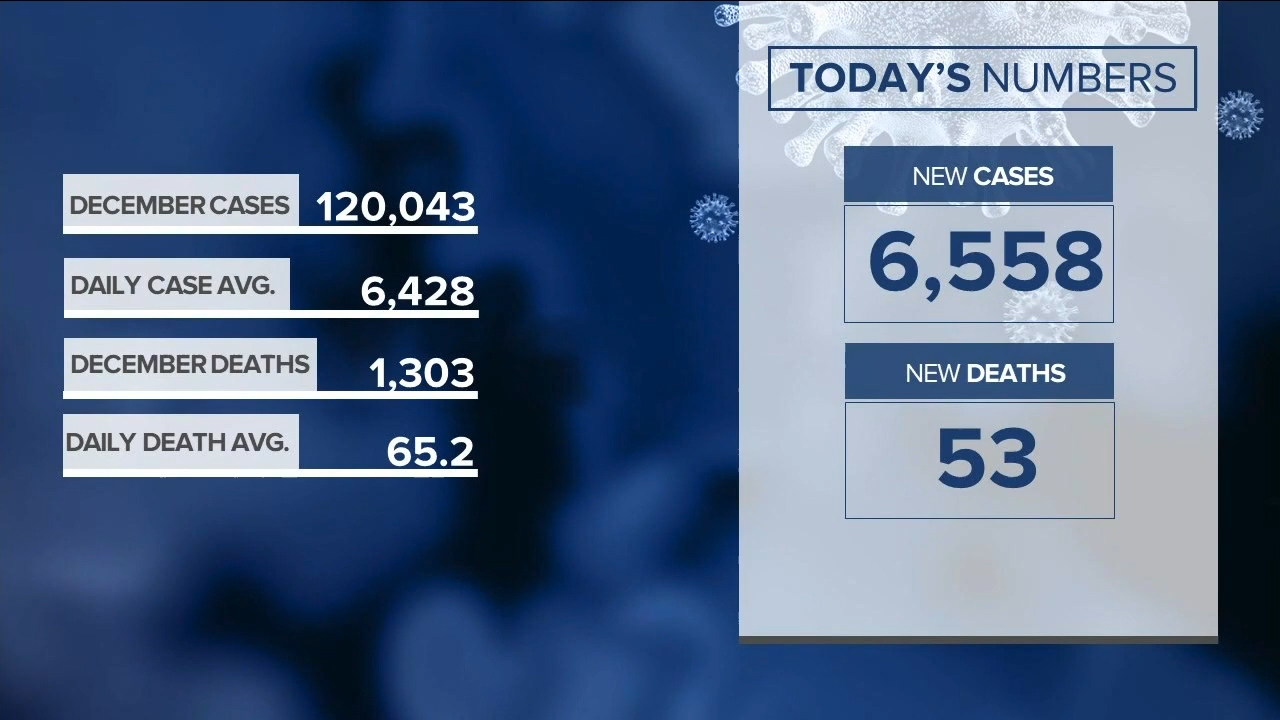 DECEMBER CASES 120,043
DAILY CASE AVG. 6,428
DECEMBER DEATHS 1,303
DAILY DEATH AVG. 65.2
TODAY’S NUMBERS
NEW CASES
6,558
NEW DEATHS
53